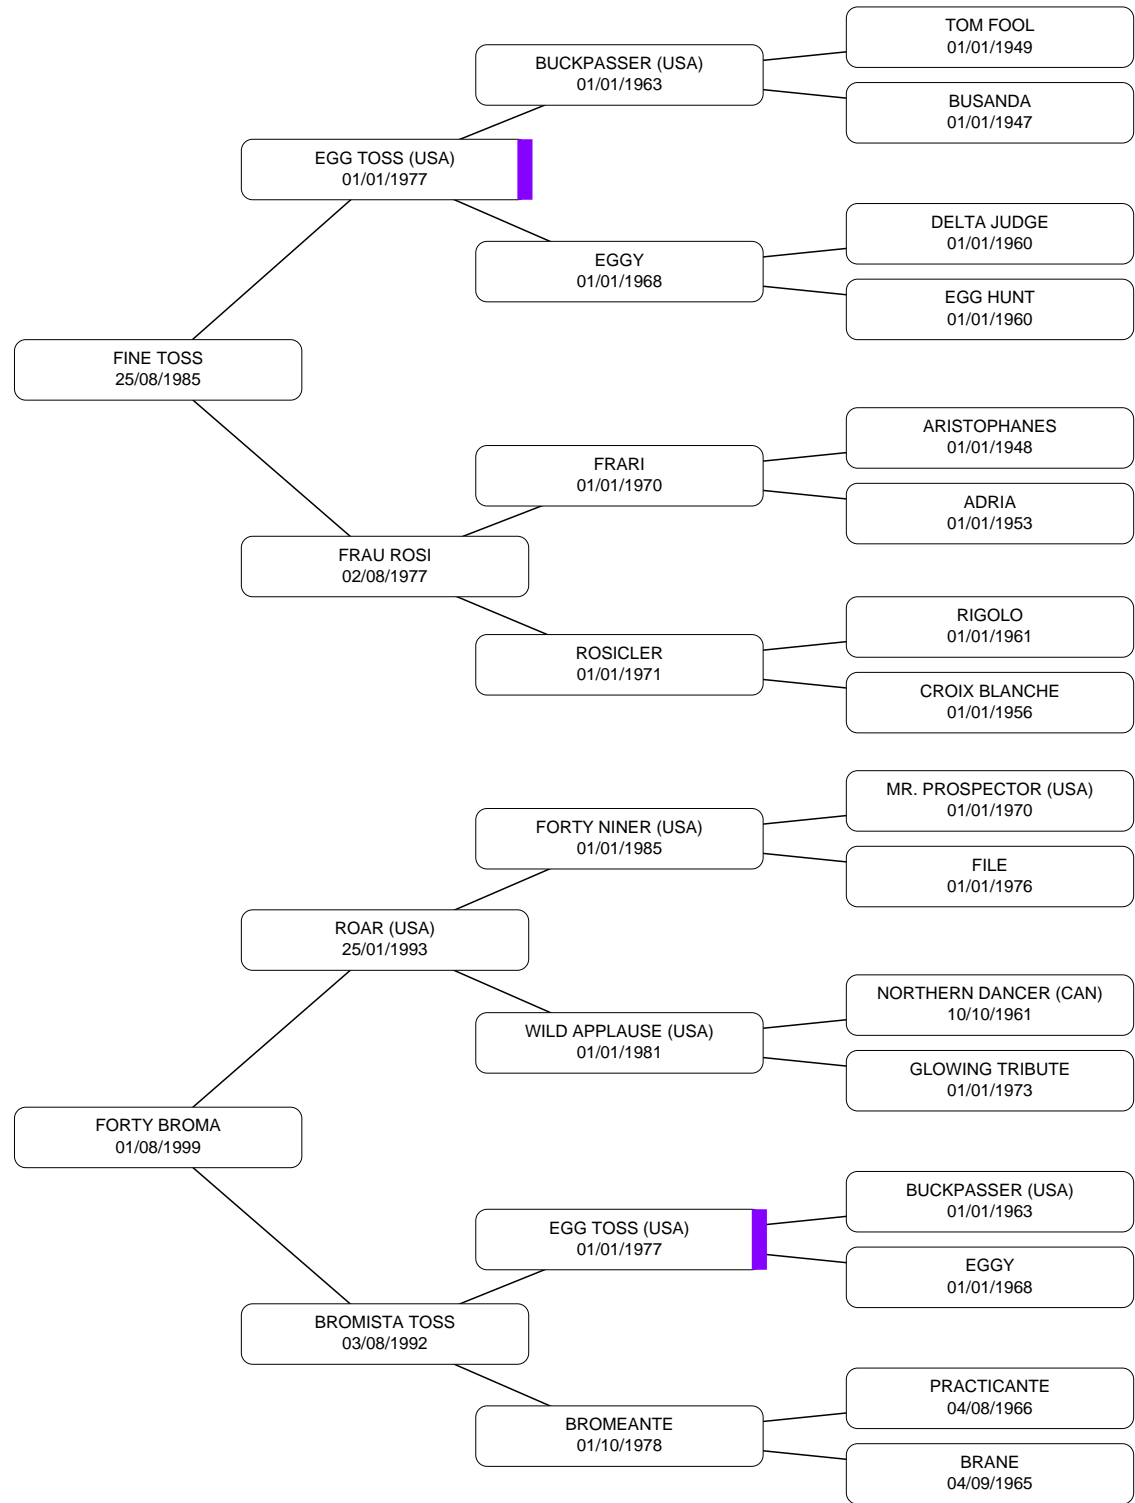 TOM FOOL
01/01/1949
BUCKPASSER (USA)
01/01/1963
BUSANDA
01/01/1947
EGG TOSS (USA)
01/01/1977
DELTA JUDGE
01/01/1960
EGGY
01/01/1968
EGG HUNT
01/01/1960
FINE TOSS
25/08/1985
ARISTOPHANES
01/01/1948
FRARI
01/01/1970
ADRIA
01/01/1953
FRAU ROSI
02/08/1977
RIGOLO
01/01/1961
ROSICLER
01/01/1971
CROIX BLANCHE
01/01/1956
MR. PROSPECTOR (USA)
01/01/1970
FORTY NINER (USA)
01/01/1985
FILE
01/01/1976
ROAR (USA)
25/01/1993
NORTHERN DANCER (CAN)
10/10/1961
WILD APPLAUSE (USA)
01/01/1981
GLOWING TRIBUTE
01/01/1973
FORTY BROMA
01/08/1999
BUCKPASSER (USA)
01/01/1963
EGG TOSS (USA)
01/01/1977
EGGY
01/01/1968
BROMISTA TOSS
03/08/1992
PRACTICANTE
04/08/1966
BROMEANTE
01/10/1978
BRANE
04/09/1965